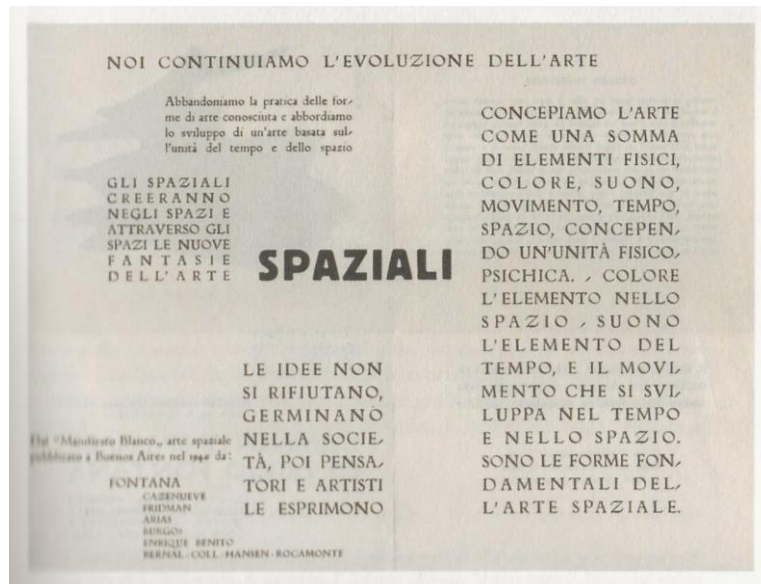 NOI CONTINUIAMO L'EVOLUZIONE DELL'ARTE
Abbandoniamo la pratica delle for-
me di arte conosciuta e abbordiamo
lo sviluppo di un'arte basata sul-
l'unità del tempo e dello spazio
GLI SPAZIALI
CREERANNO
NEGLI SPAZI E
ATTRAVERSO GLI
SPAZI LE NUOVE
FANTASIE
DELL'ARTE
SPAZIALI
LE IDEE NON
SI RIFIUTANO,
GERMINANO
NELLA SOCIE-
TÀ, POI PENSA-
TORI E ARTISTI
LE ESPRIMONO
Dal "Manifiesto Blanco„ arte spaziale
pubblicato a Buenos Aires nel 1946 da:
FONTANA
CAZENUEVE
FRIDMAN
ARIAS
BURGOS
ENRIQUE BENITO
BERNAL - COLL - HANSEN - ROCAMONTE
CONCEPIAMO L'ARTE
COME UNA SOMMA
DI ELEMENTI FISICI,
COLORE, SUONO,
MOVIMENTO, TEMPO,
SPAZIO, CONCEPEN-
DO UN'UNITÀ FISICO-
PSICHICA. - COLORE
L'ELEMENTO NELLO
SPAZIO - SUONO
L'ELEMENTO DEL
TEMPO, E IL MOVI-
MENTO CHE SI SVI-
LUPPA NEL TEMPO
E NELLO SPAZIO.
SONO LE FORME FON-
DAMENTALI DEL-
L'ARTE SPAZIALE.